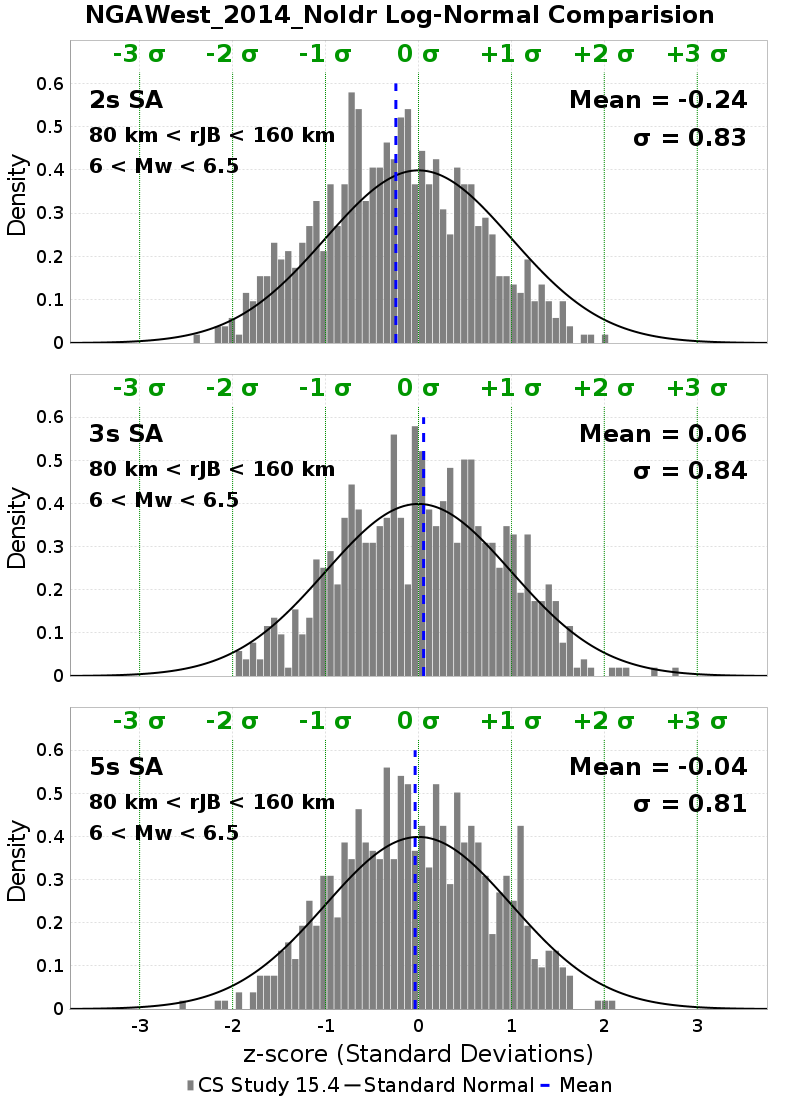 NGAWest_2014_NoIdr Log-Normal Comparision
-3 σ -2 σ -1 σ 0 σ +1 σ +2 σ +3 σ
2s SA
Mean = -0.24
80 km < rJB < 160 km
σ = 0.83
6 < Mw < 6.5
Density
0.6
0.5
0.4
0.3
0.2
0.1
0
-3 σ -2 σ -1 σ 0 σ +1 σ +2 σ +3 σ
3s SA
Mean = 0.06
80 km < rJB < 160 km
σ = 0.84
6 < Mw < 6.5
Density
0.6
0.5
0.4
0.3
0.2
0.1
0
-3 σ -2 σ -1 σ 0 σ +1 σ +2 σ +3 σ
5s SA
Mean = -0.04
80 km < rJB < 160 km
σ = 0.81
6 < Mw < 6.5
Density
0.6
0.5
0.4
0.3
0.2
0.1
0
-3 -2 -1 0 1 2 3
z-score (Standard Deviations)
CS Study 15.4 Standard Normal Mean